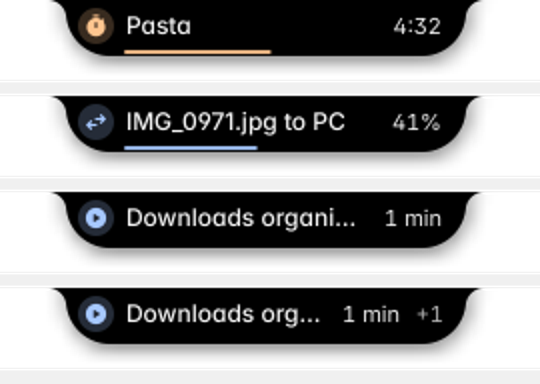 Pasta 4:32
IMG_0971.jpg to PC 41%
Downloads organi... 1 min
Downloads org... 1 min +1